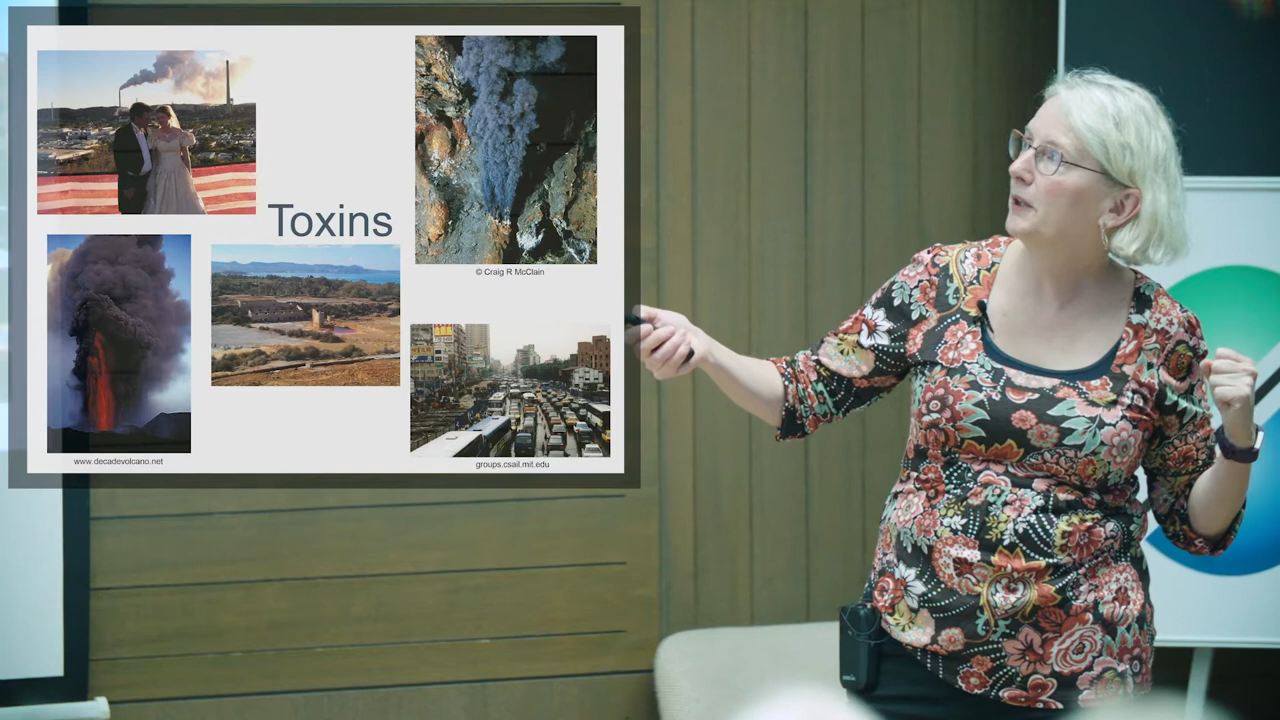 Toxins
© Craig R McClain
www.decadevolcano.net
groups.csail.mit.edu